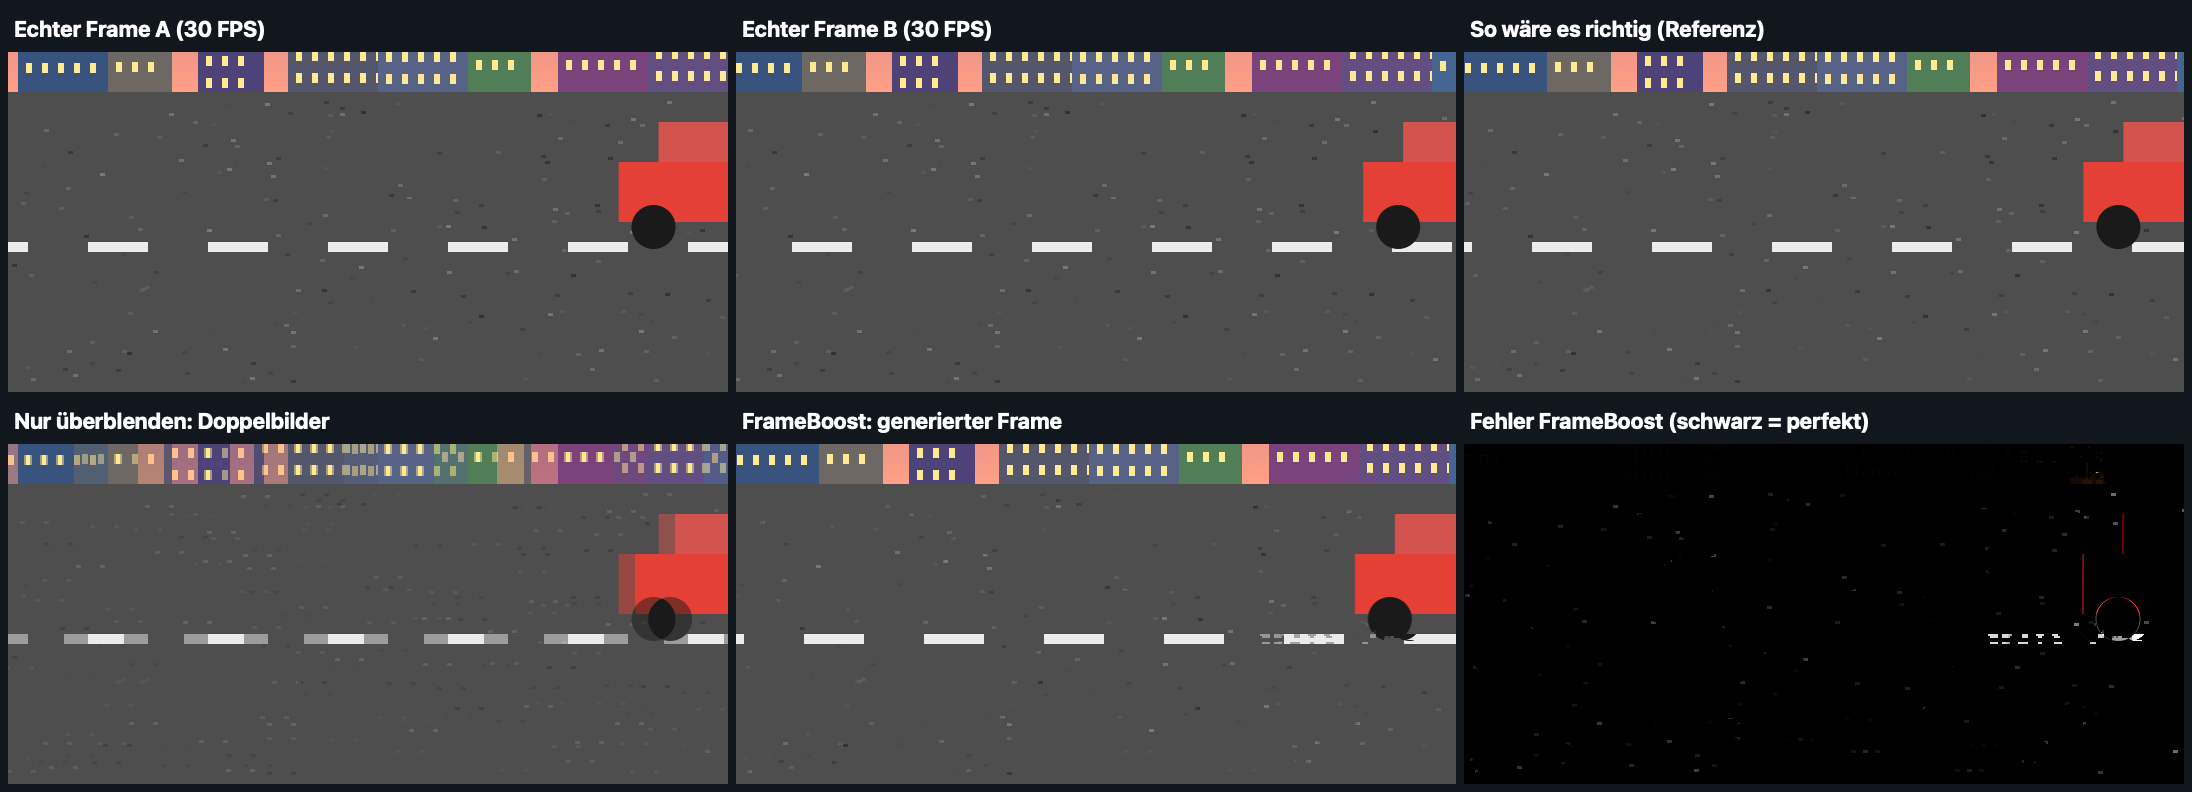 Echter Frame A (30 FPS)
Echter Frame B (30 FPS)
So wäre es richtig (Referenz)
Nur überblenden: Doppelbilder
FrameBoost: generierter Frame
Fehler FrameBoost (schwarz = perfekt)